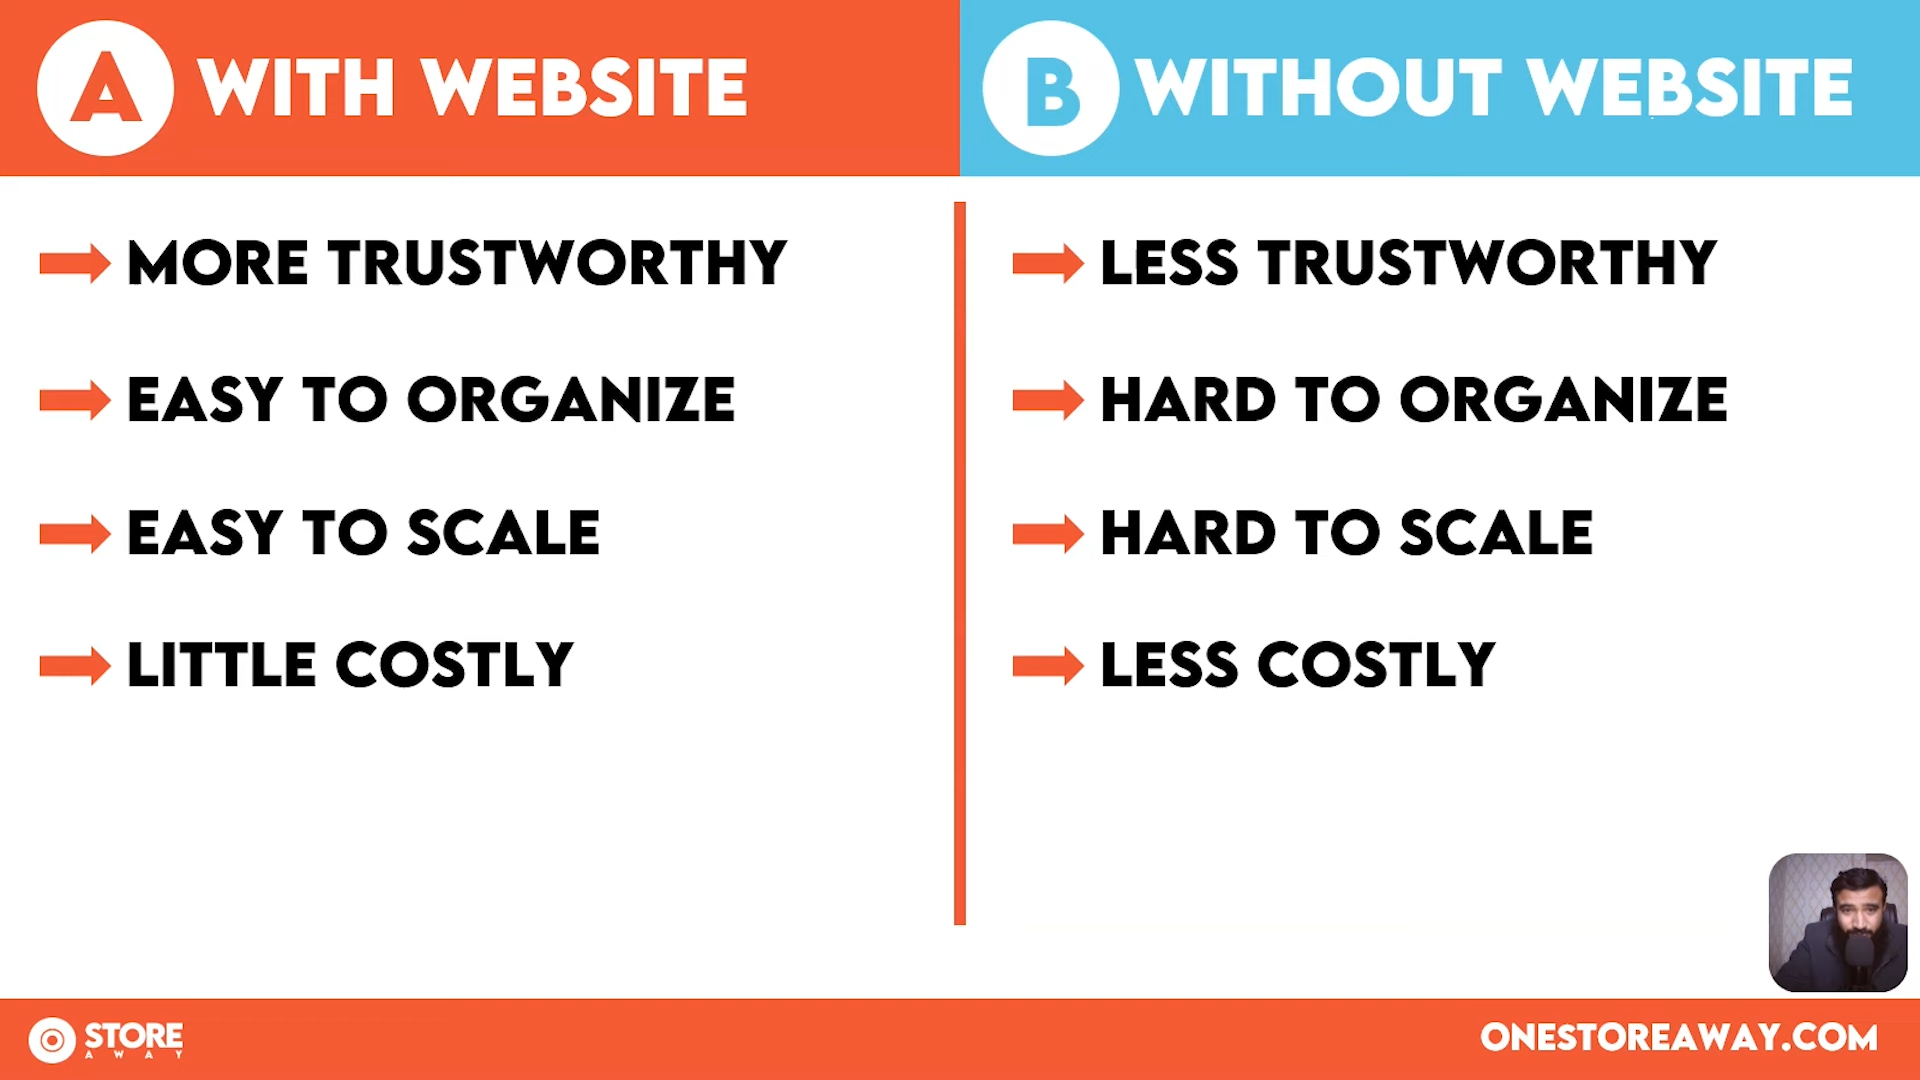 A WITH WEBSITE
MORE TRUSTWORTHY
EASY TO ORGANIZE
EASY TO SCALE
LITTLE COSTLY
B WITHOUT WEBSITE
LESS TRUSTWORTHY
HARD TO ORGANIZE
HARD TO SCALE
LESS COSTLY
STORE
AWAY
ONESTOREAWAY.COM